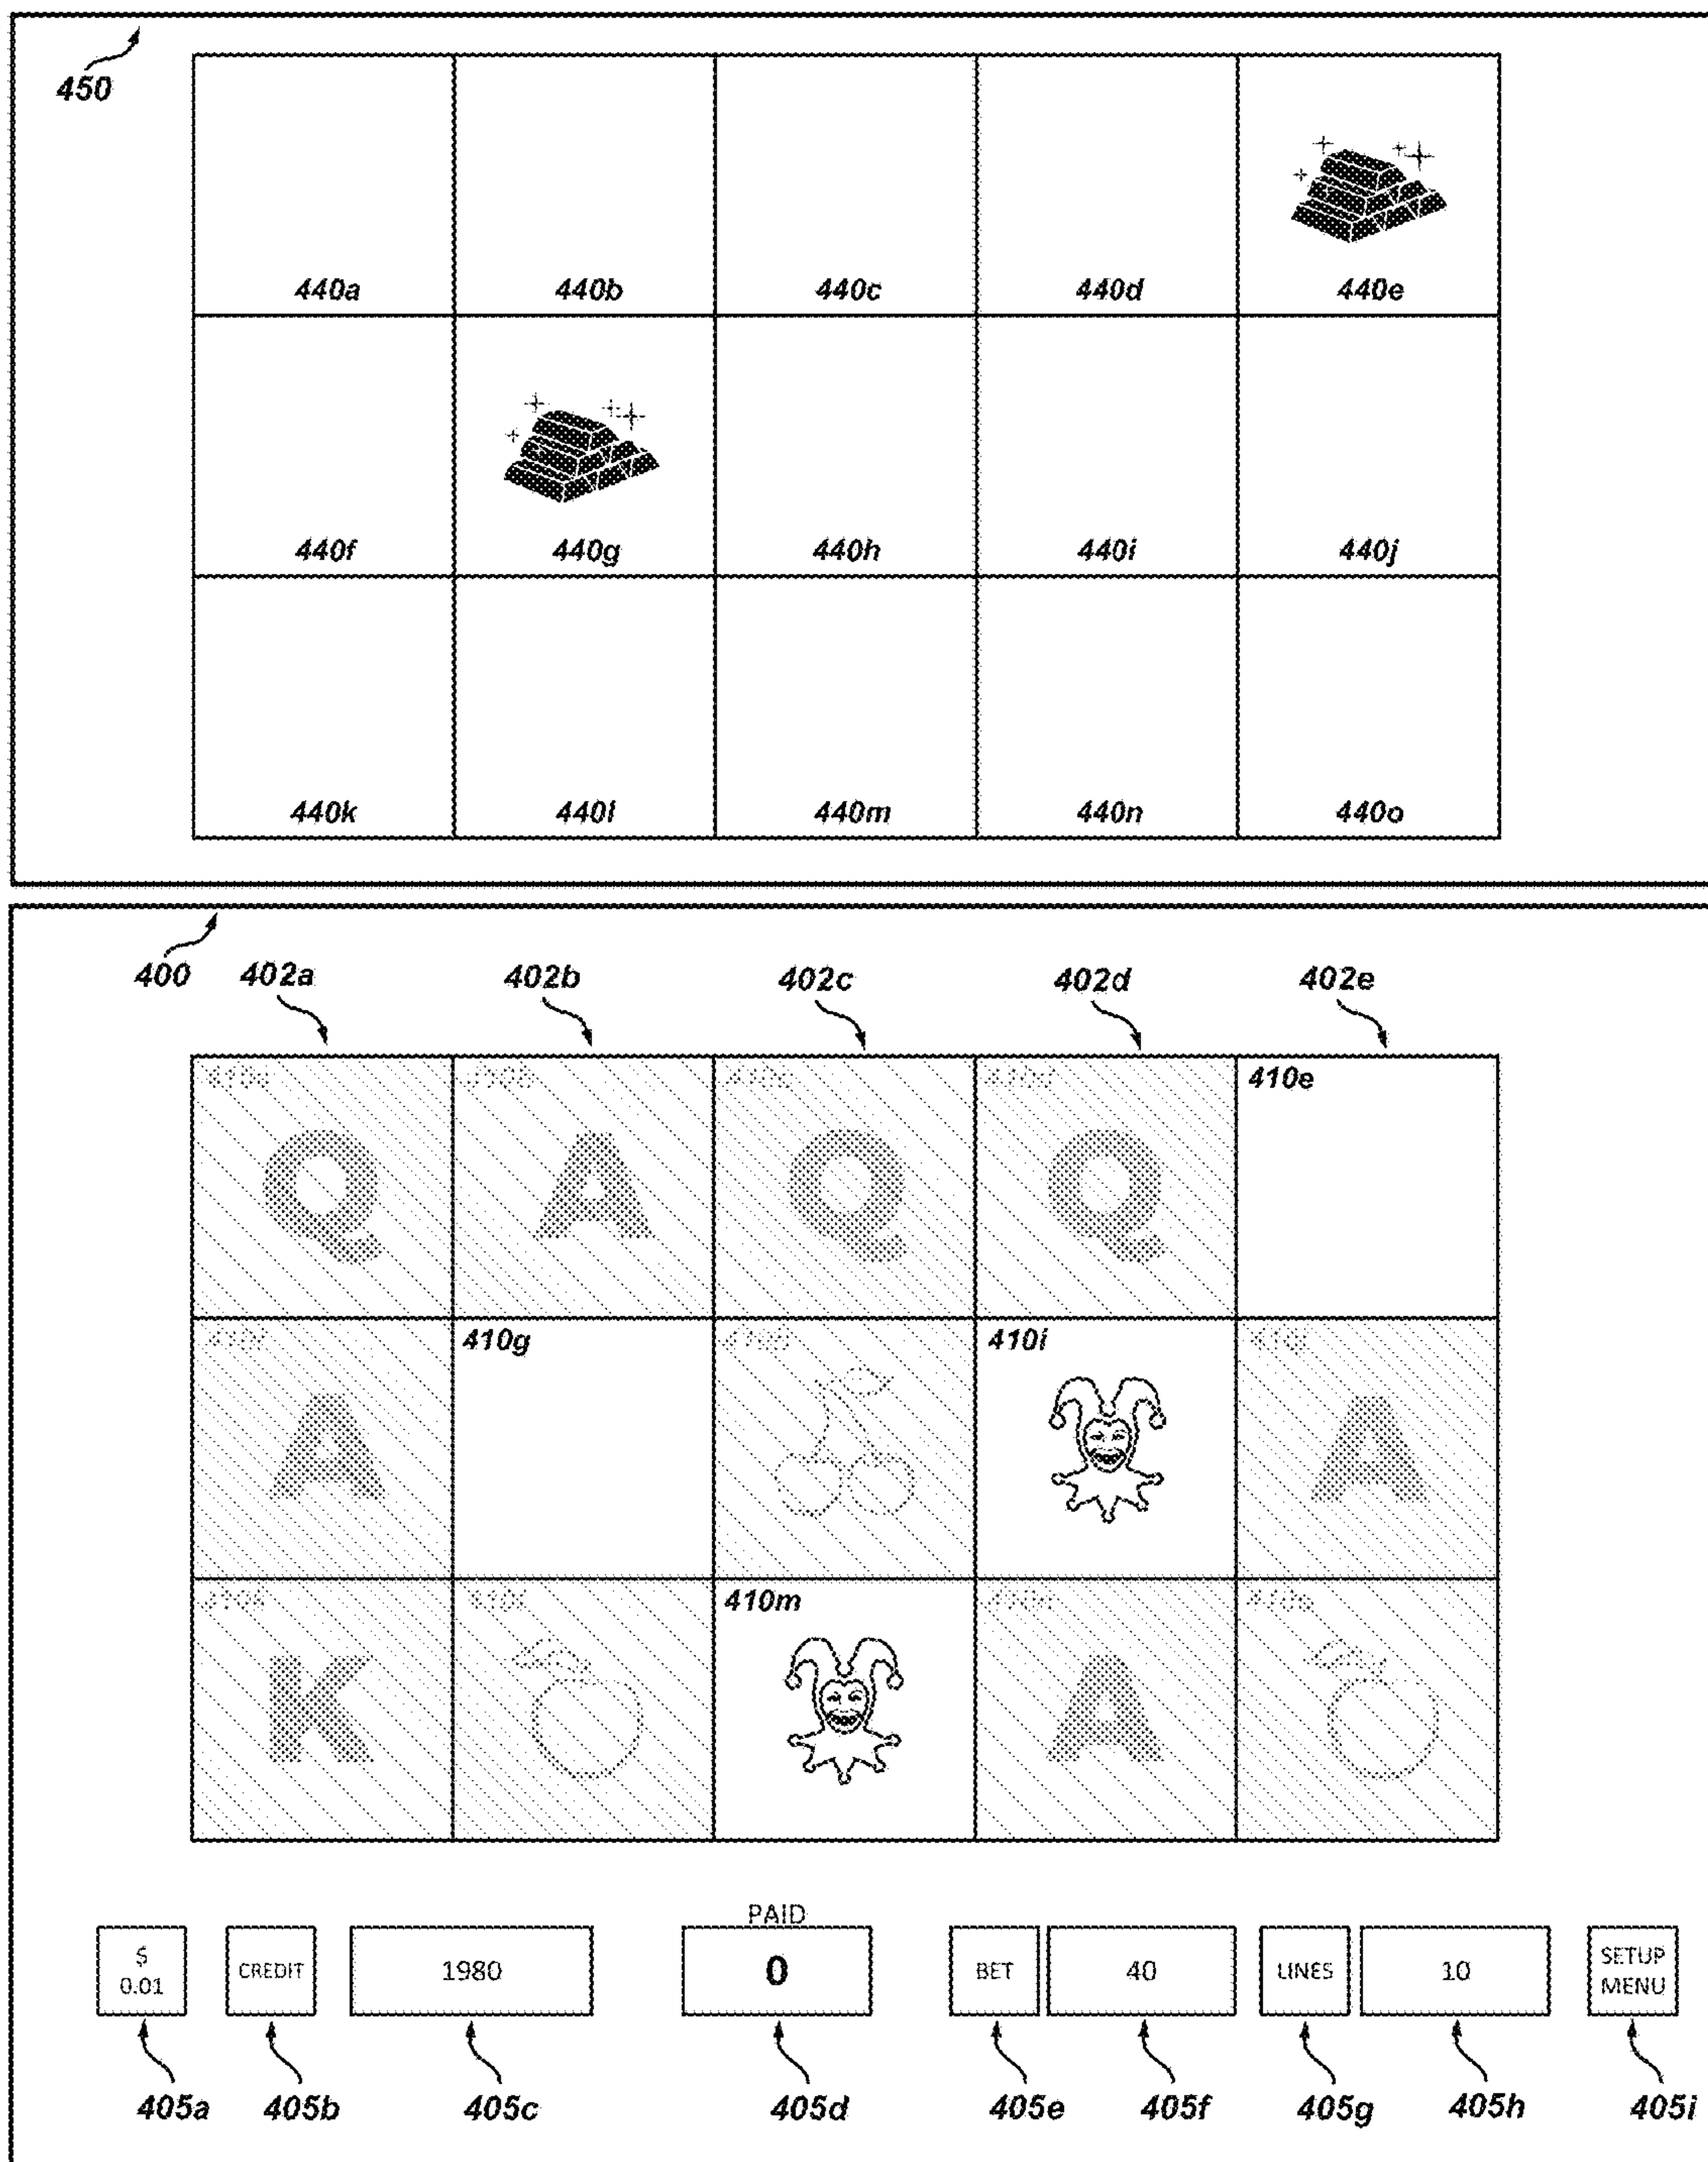 450
440a 440b 440c 440d 440e
440f 440g 440h 440i 440j
440k 440l 440m 440n 440o
400 402a 402b 402c 402d 402e
410e
Q A Q Q
410g 410i
A A
410m
K A
PAID
$ 0.01 CREDIT 1980 0 BET 40 LINES 10 SETUP MENU
405a 405b 405c 405d 405e 405f 405g 405h 405i